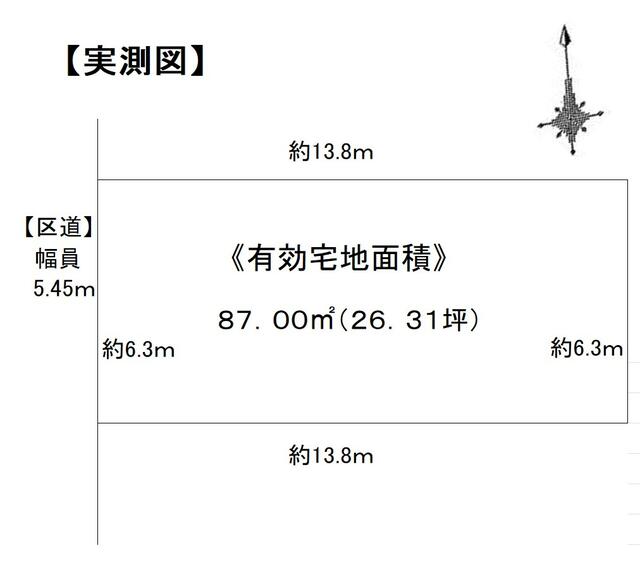 【実測図】
約13.8m
【区道】
幅員
5.45m
《有効宅地面積》
87．00㎡(26．31坪)
約6.3m
約6.3m
約13.8m